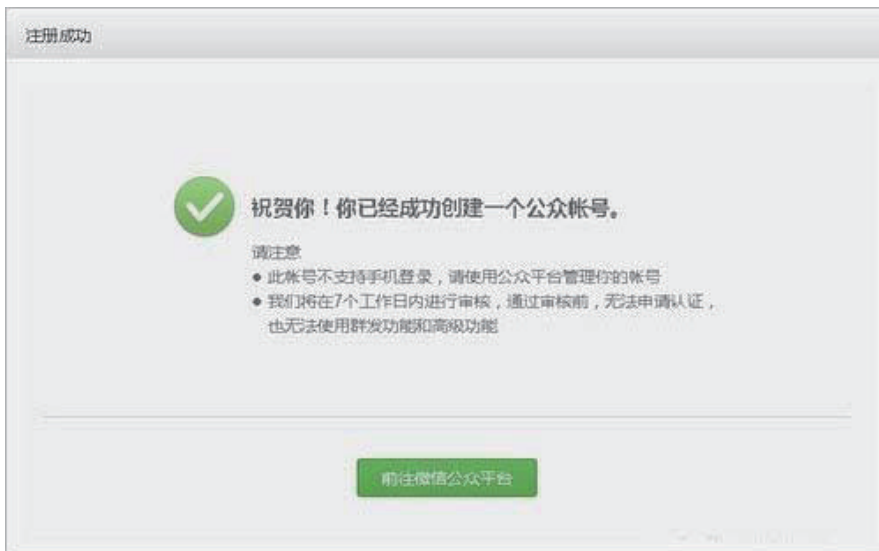 注册成功
祝贺你！你已经成功创建一个公众帐号。
请注意
● 此帐号不支持手机登录，请使用公众平台管理你的帐号
● 我们将在7个工作日内进行审核，通过审核前，无法申请认证，
也无法使用群发功能和高级功能
前往微信公众平台